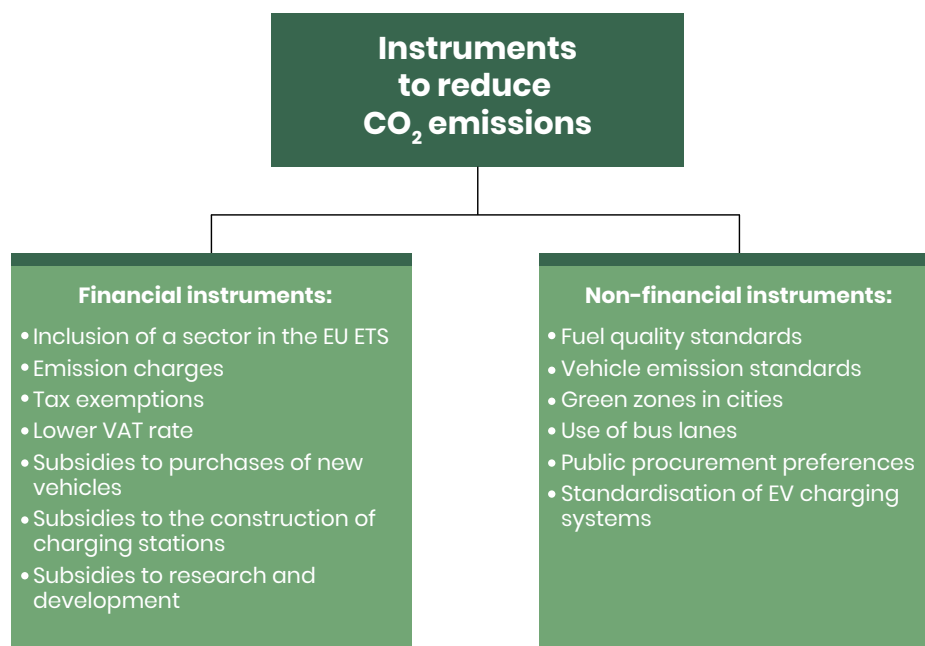 Instruments
to reduce
CO₂ emissions
Financial instruments:
• Inclusion of a sector in the EU ETS
• Emission charges
• Tax exemptions
• Lower VAT rate
• Subsidies to purchases of new
vehicles
• Subsidies to the construction of
charging stations
• Subsidies to research and
development
Non-financial instruments:
• Fuel quality standards
• Vehicle emission standards
• Green zones in cities
• Use of bus lanes
• Public procurement preferences
• Standardisation of EV charging
systems